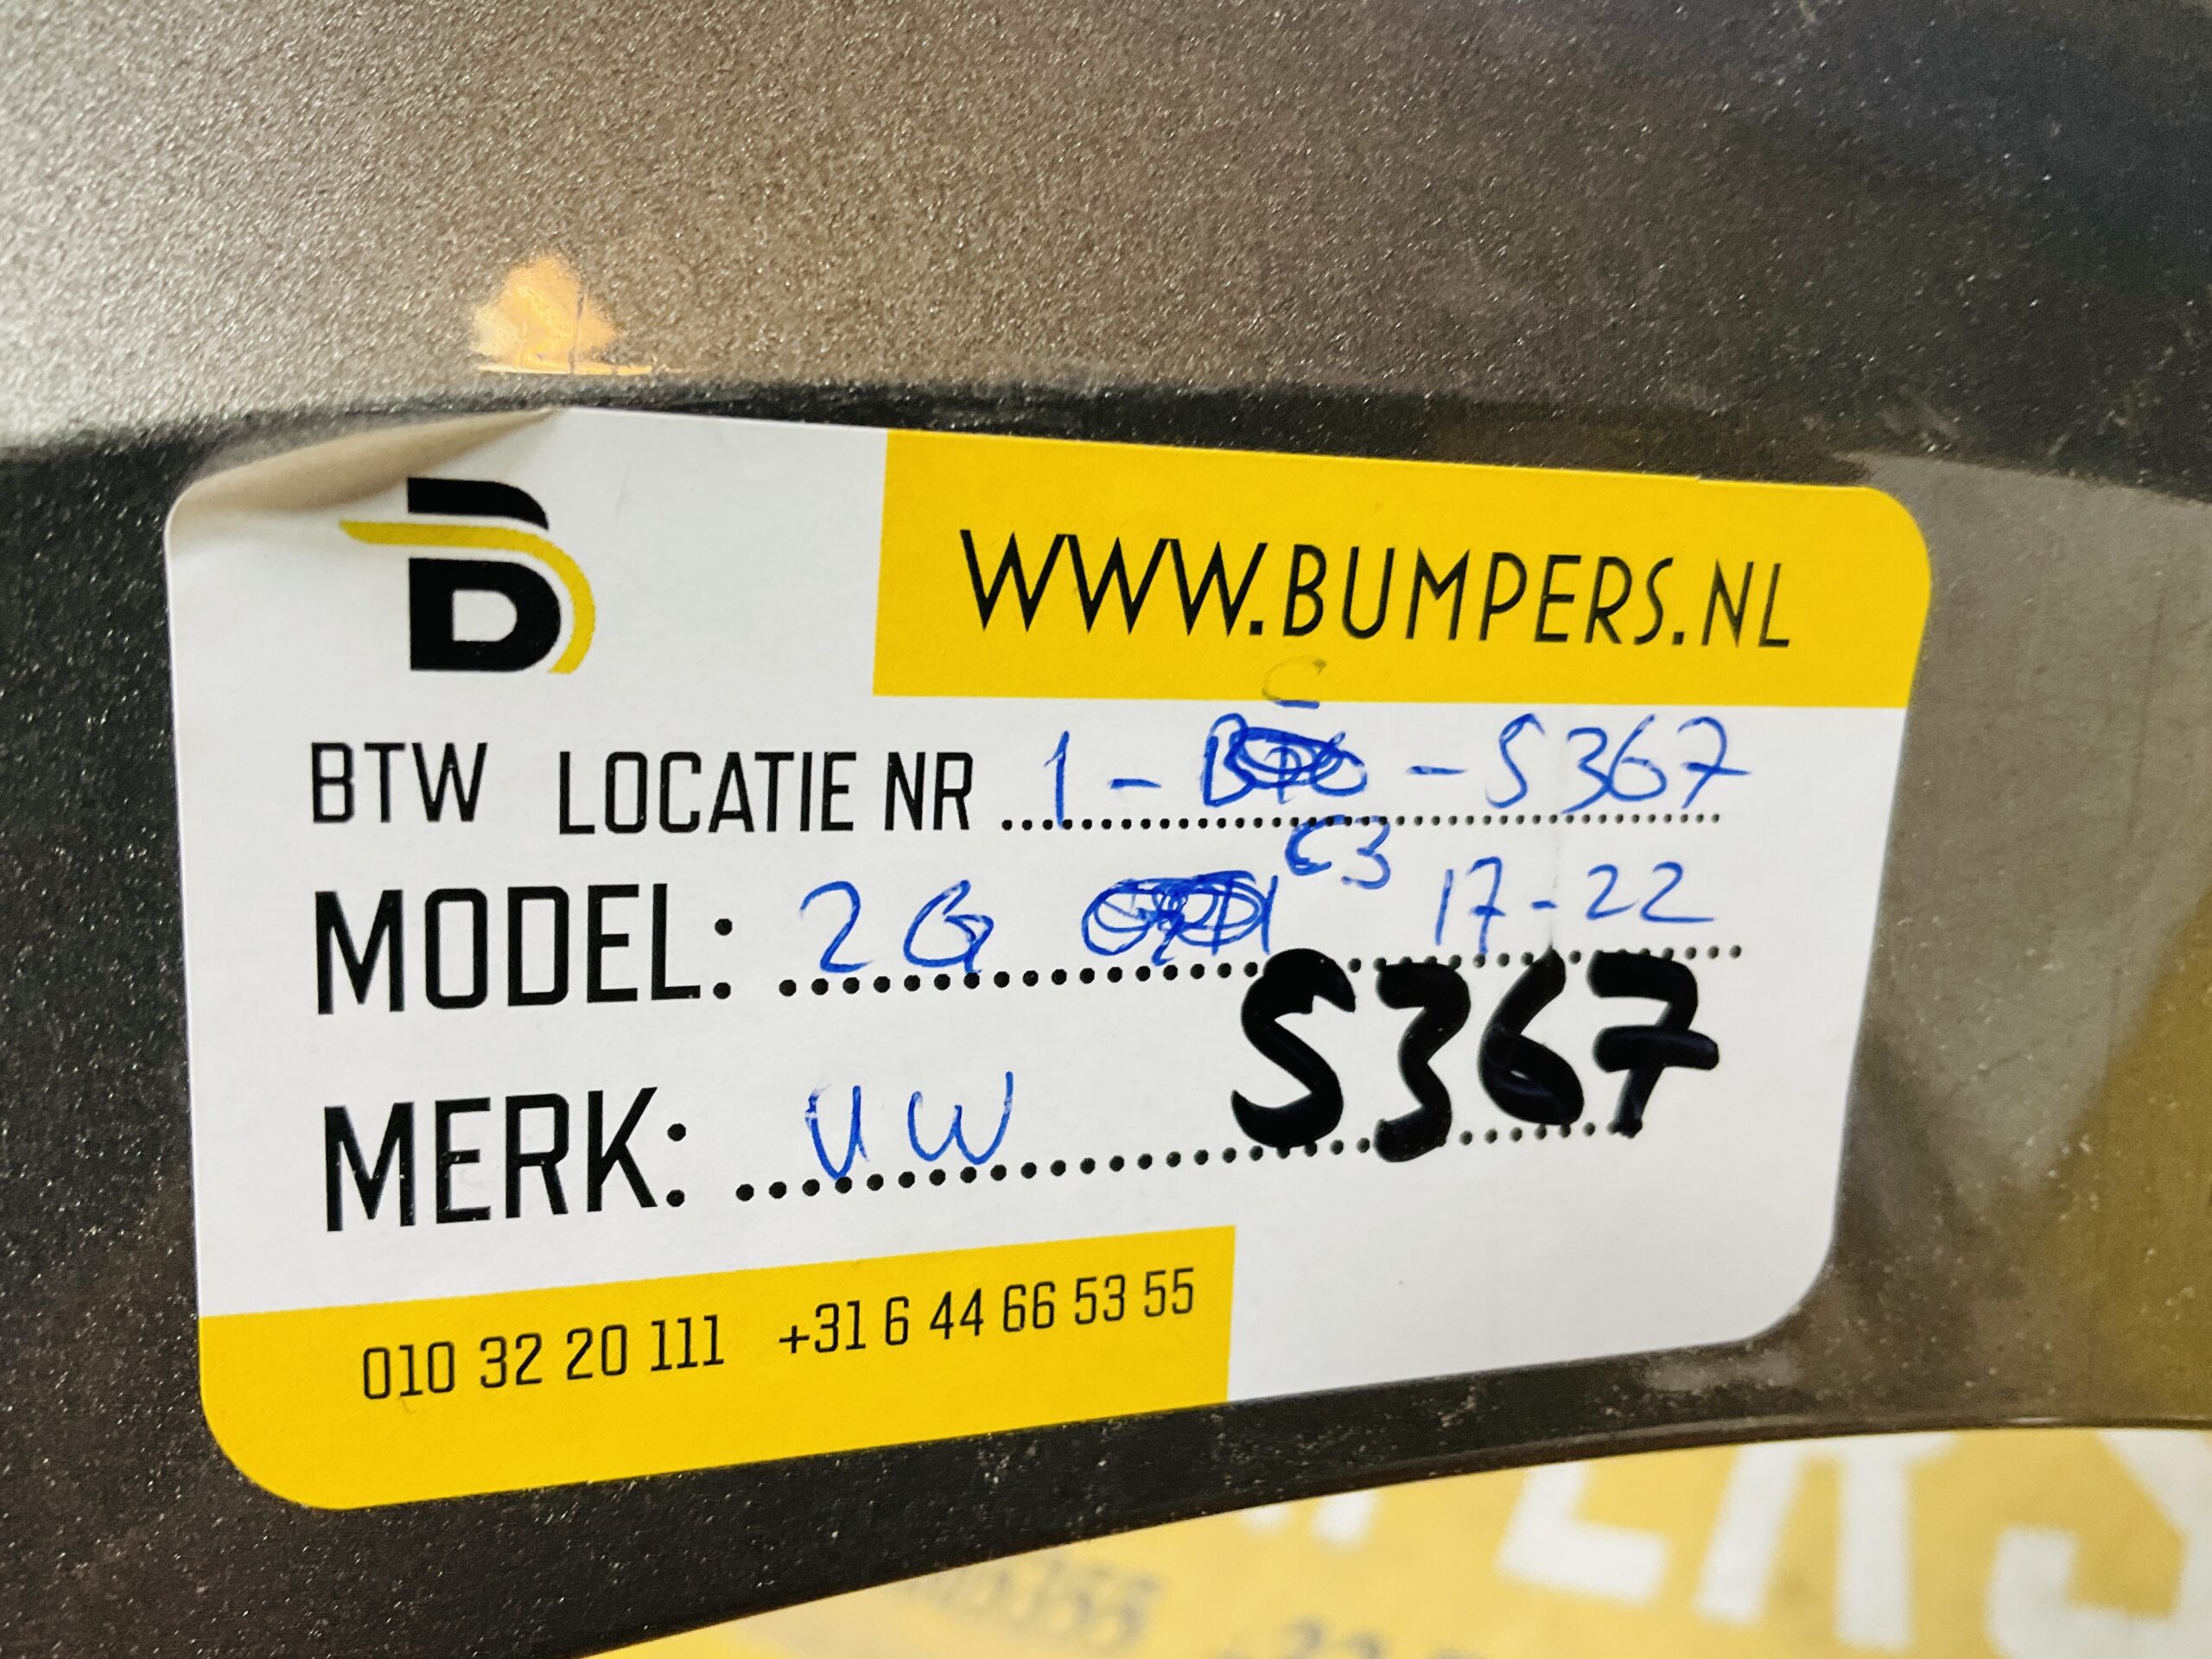 B
WWW.BUMPERS.NL
C
BTW LOCATIE NR 1 - - S367
C3
MODEL: 2G 17-22
S367
MERK: VW
010 32 20 111 +31 6 44 66 53 55